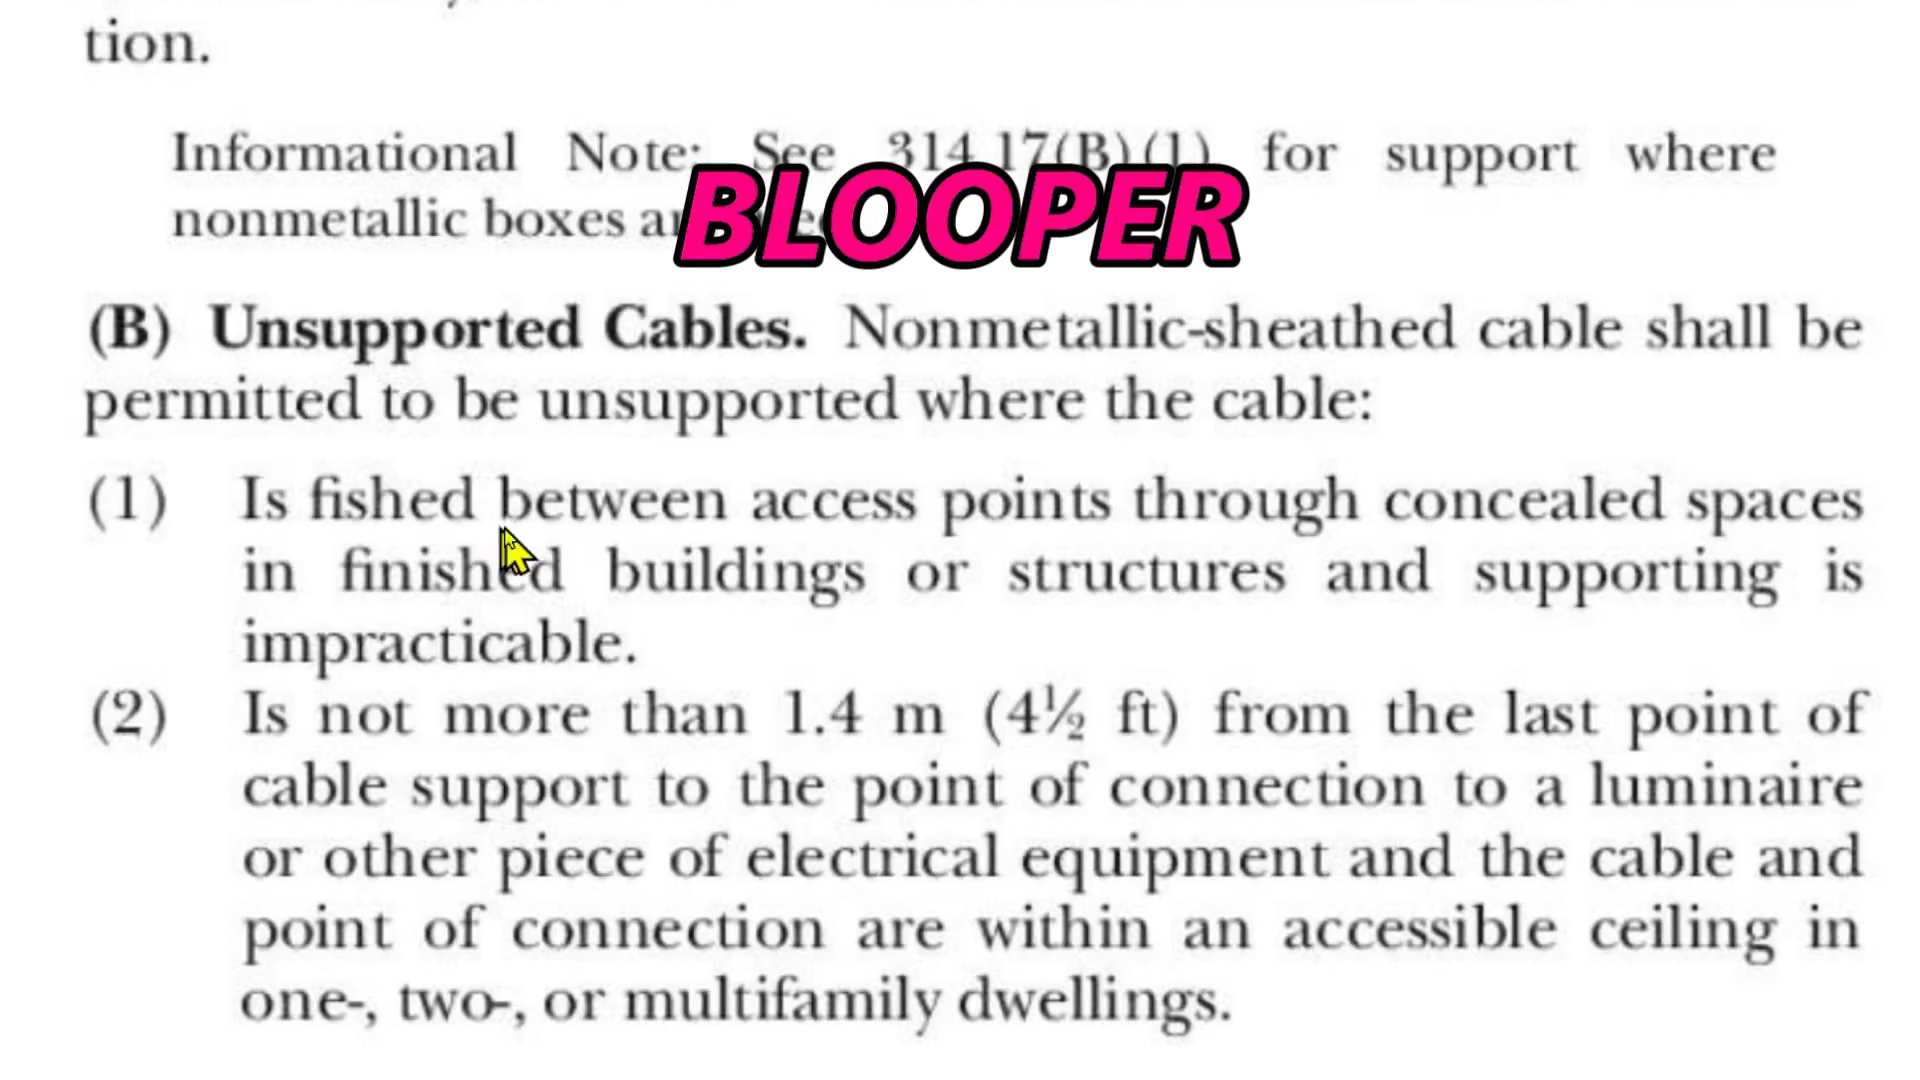 tion.
Informational Note: See 314.17(B)(1) for support where
nonmetallic boxes
BLOOPER
(B) Unsupported Cables. Nonmetallic-sheathed cable shall be
permitted to be unsupported where the cable:
(1) Is fished between access points through concealed spaces
in finished buildings or structures and supporting is
impracticable.
(2) Is not more than 1.4 m (4½ ft) from the last point of
cable support to the point of connection to a luminaire
or other piece of electrical equipment and the cable and
point of connection are within an accessible ceiling in
one-, two-, or multifamily dwellings.